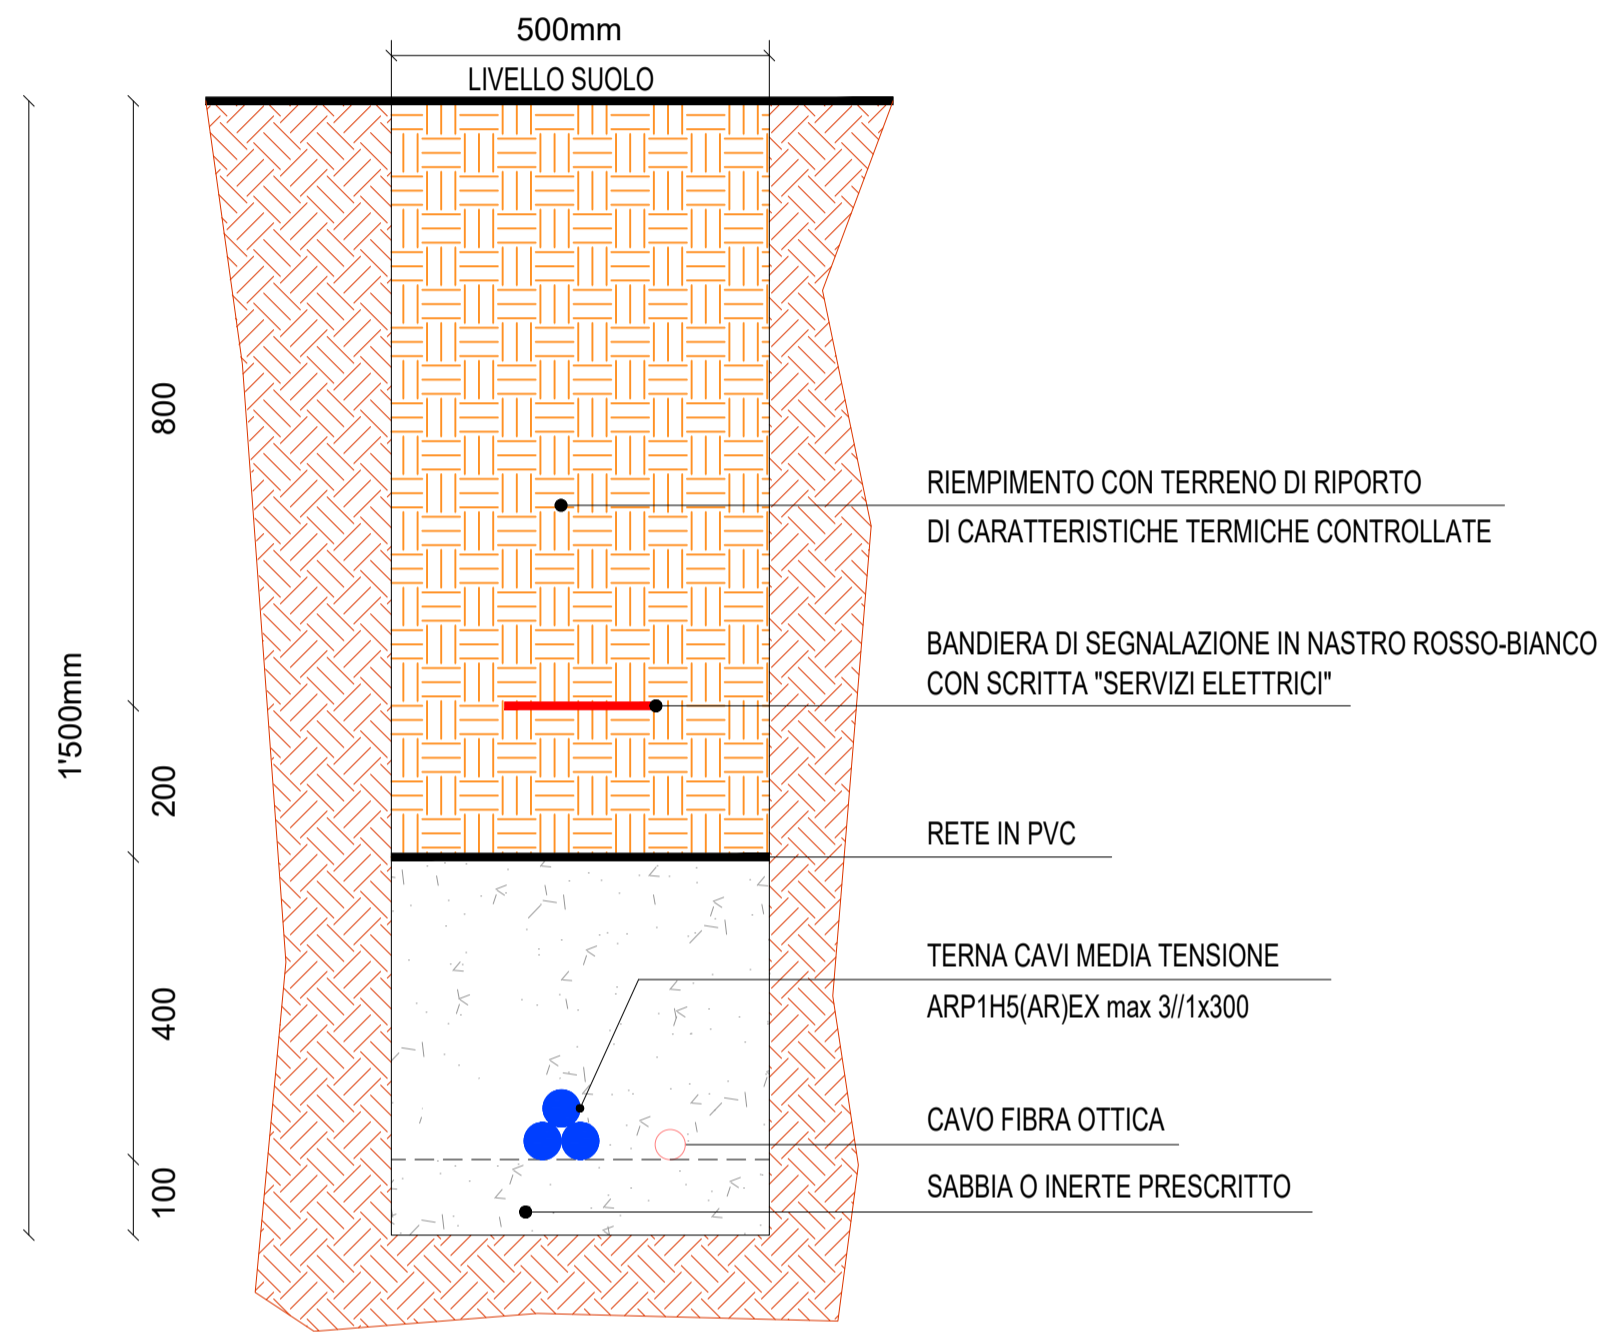 500mm
LIVELLO SUOLO
800
RIEMPIMENTO CON TERRENO DI RIPORTO
DI CARATTERISTICHE TERMICHE CONTROLLATE
BANDIERA DI SEGNALAZIONE IN NASTRO ROSSO-BIANCO
CON SCRITTA "SERVIZI ELETTRICI"
1'500mm
200
RETE IN PVC
TERNA CAVI MEDIA TENSIONE
ARP1H5(AR)EX max 3//1x300
400
CAVO FIBRA OTTICA
SABBIA O INERTE PRESCRITTO
100